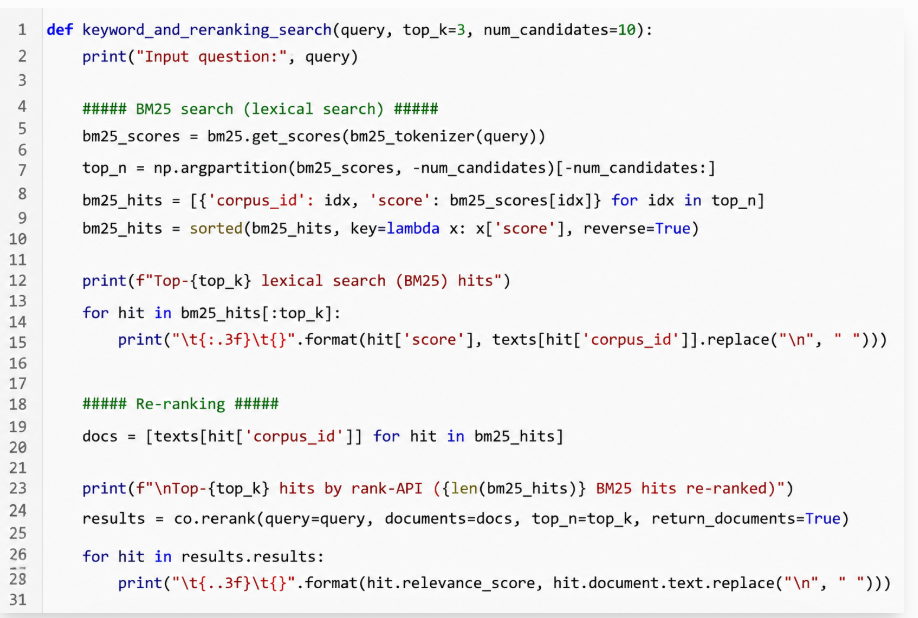 1 def keyword_and_reranking_search(query, top_k=3, num_candidates=10):
2 print("Input question:", query)
3
4 ##### BM25 search (lexical search) #####
5 bm25_scores = bm25.get_scores(bm25_tokenizer(query))
6
7 top_n = np.argpartition(bm25_scores, -num_candidates)[-num_candidates:]
8 bm25_hits = [{'corpus_id': idx, 'score': bm25_scores[idx]} for idx in top_n]
9 bm25_hits = sorted(bm25_hits, key=lambda x: x['score'], reverse=True)
10
11
12 print(f"Top-{top_k} lexical search (BM25) hits")
13 for hit in bm25_hits[:top_k]:
14
15 print("\t{:.3f}\t{}".format(hit['score'], texts[hit['corpus_id']].replace("\n", " ")))
16
17
18 ##### Re-ranking #####
19 docs = [texts[hit['corpus_id']] for hit in bm25_hits]
20
21
23 print(f"\nTop-{top_k} hits by rank-API ({len(bm25_hits)} BM25 hits re-ranked)")
24 results = co.rerank(query=query, documents=docs, top_n=top_k, return_documents=True)
25
26 for hit in results.results:
28 print("\t{..3f}\t{}".format(hit.relevance_score, hit.document.text.replace("\n", " ")))
31